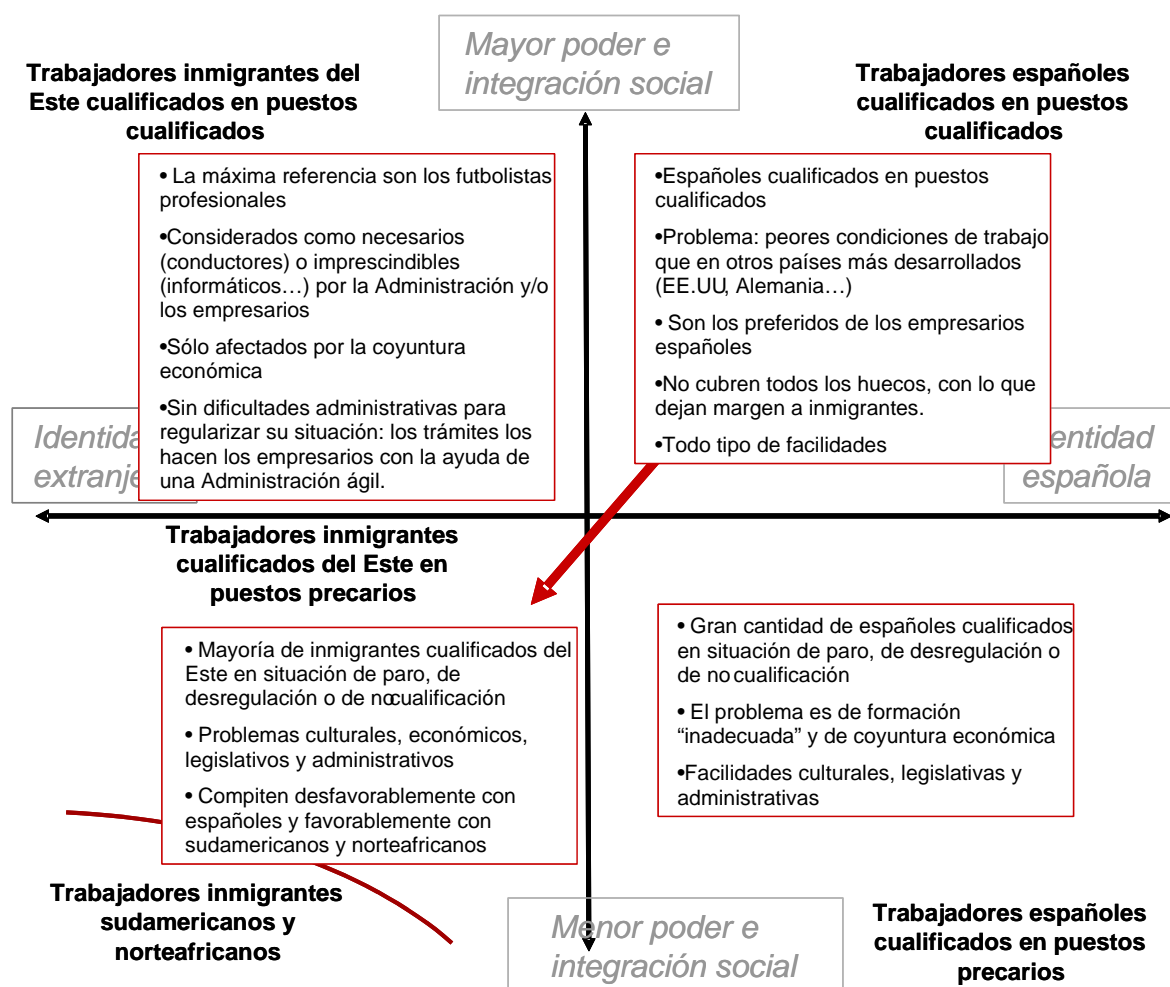 Mayor poder e
integración social
Trabajadores inmigrantes del
Este cualificados en puestos
cualificados
Trabajadores españoles
cualificados en puestos
cualificados
• La máxima referencia son los futbolistas
profesionales
•Considerados como necesarios
(conductores) o imprescindibles
(informáticos…) por la Administración y/o
los empresarios
•Sólo afectados por la coyuntura
económica
•Sin dificultades administrativas para
regularizar su situación: los trámites los
hacen los empresarios con la ayuda de
una Administración ágil.
•Españoles cualificados en puestos
cualificados
•Problema: peores condiciones de trabajo
que en otros países más desarrollados
(EE.UU, Alemania…)
• Son los preferidos de los empresarios
españoles
•No cubren todos los huecos, con lo que
dejan margen a inmigrantes.
•Todo tipo de facilidades
Identida
extranje
entidad
española
Trabajadores inmigrantes
cualificados del Este en
puestos precarios
• Mayoría de inmigrantes cualificados del
Este en situación de paro, de
desregulación o de no cualificación
• Problemas culturales, económicos,
legislativos y administrativos
• Compiten desfavorablemente con
españoles y favorablemente con
sudamericanos y norteafricanos
• Gran cantidad de españoles cualificados
en situación de paro, de desregulación o
de no cualificación
• El problema es de formación
“inadecuada” y de coyuntura económica
•Facilidades culturales, legislativas y
administrativas
Trabajadores inmigrantes
sudamericanos y
norteafricanos
Menor poder e
integración social
Trabajadores españoles
cualificados en puestos
precarios